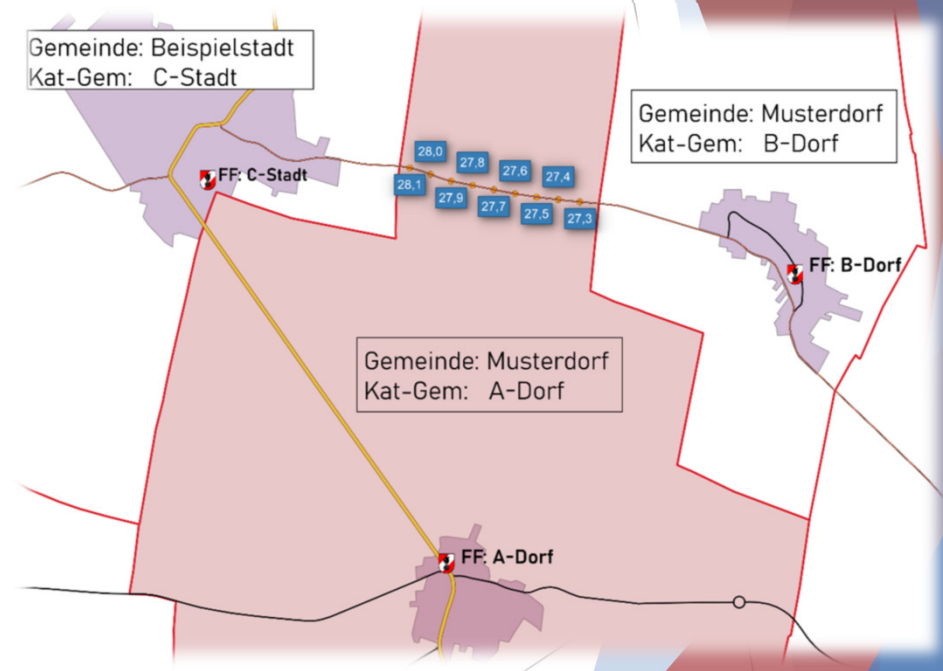 Gemeinde: Beispielstadt
Kat-Gem: C-Stadt
Gemeinde: Musterdorf
Kat-Gem: B-Dorf
28,0
27,8
27,6
27,4
28,1
27,9
27,7
27,5
27,3
FF: C-Stadt
FF: B-Dorf
Gemeinde: Musterdorf
Kat-Gem: A-Dorf
FF: A-Dorf